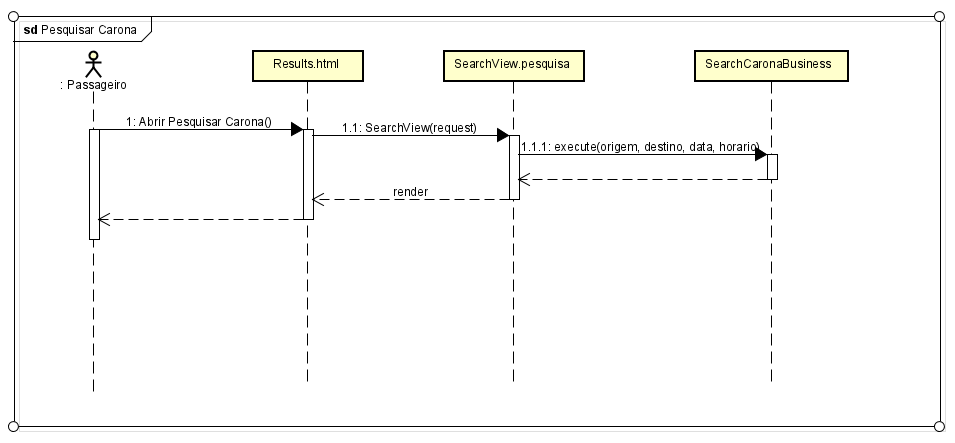 sd Pesquisar Carona
: Passageiro
Results.html
SearchView.pesquisa
SearchCaronaBusiness
1: Abrir Pesquisar Carona()
1.1: SearchView(request)
1.1.1: execute(origem, destino, data, horario)
render